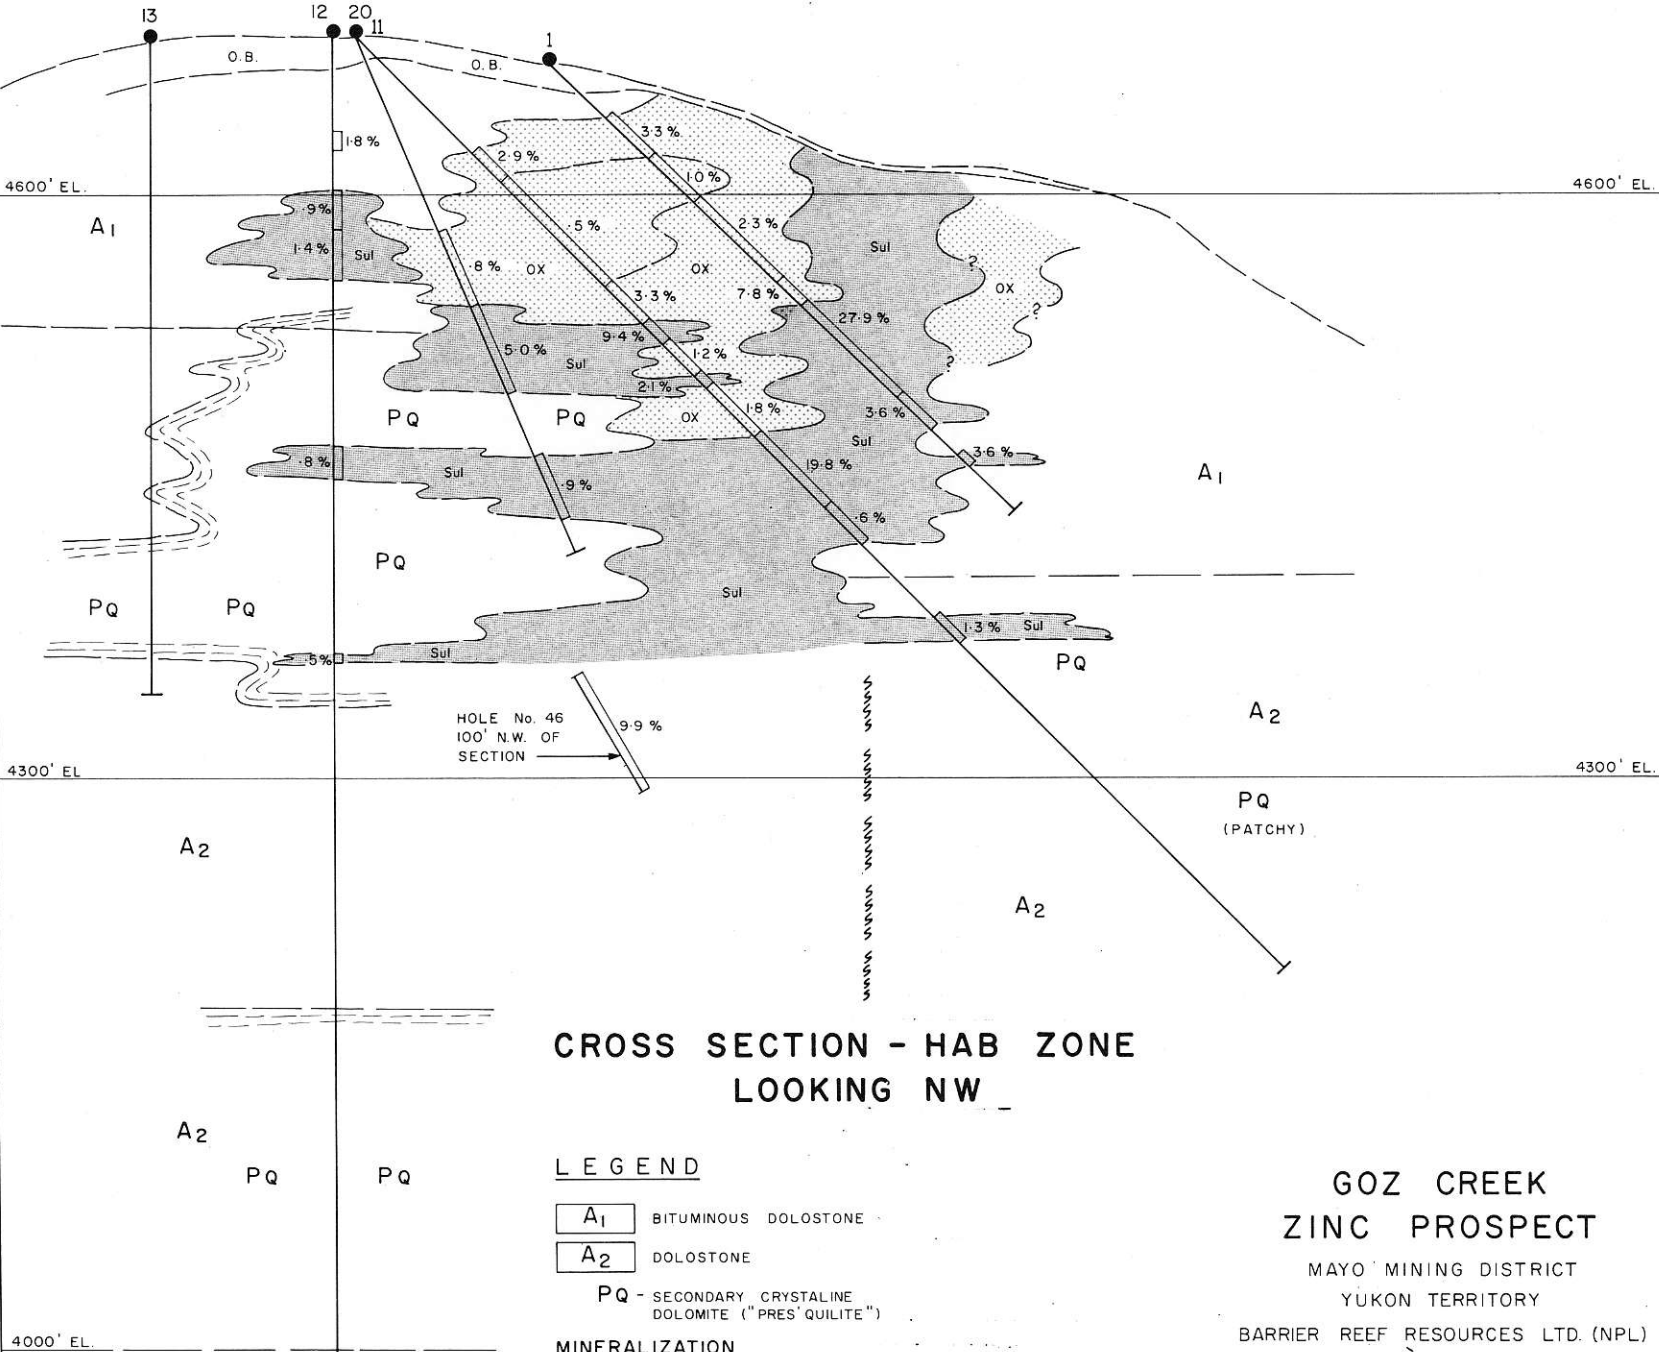 13
12 20
11
1
O.B.
O.B.
1.8 %
3.3 %
2.9 %
1.0 %
4600' EL.
4600' EL.
A1
.9%
1.4 %
Sul
.5 %
2.3 %
Sul
.8 %
OX
OX
?
OX
3.3 %
7.8 %
27.9 %
?
9.4 %
5.0 %
Sul
1.2 %
?
2.1 %
PQ
PQ
OX
1.8 %
3.6 %
Sul
.8 %
Sul
.9 %
19.8 %
3.6 %
A1
.6 %
PQ
PQ
PQ
Sul
1.3 %
Sul
.5%
Sul
PQ
A2
HOLE No. 46
100' N.W. OF
SECTION
9.9 %
4300' EL
4300' EL.
PQ
(PATCHY)
A2
A2
CROSS SECTION - HAB ZONE
LOOKING NW
A2
PQ
PQ
LEGEND
A1 BITUMINOUS DOLOSTONE
A2 DOLOSTONE
PQ - SECONDARY CRYSTALINE
DOLOMITE ("PRES'QUILITE")
MINERALIZATION
GOZ CREEK
ZINC PROSPECT
MAYO MINING DISTRICT
YUKON TERRITORY
BARRIER REEF RESOURCES LTD. (NPL)
4000' EL.